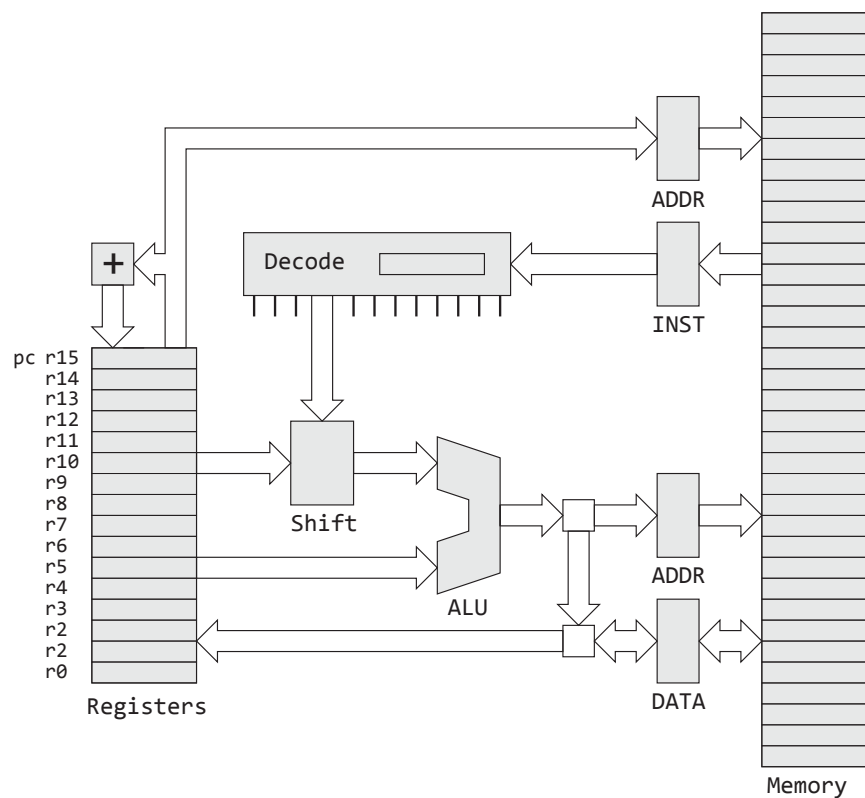 ADDR
+
Decode
INST
pc r15
r14
r13
r12
r11
r10
r9
r8
r7
r6
r5
r4
r3
r2
r2
r0
Shift
ALU
ADDR
DATA
Registers
Memory